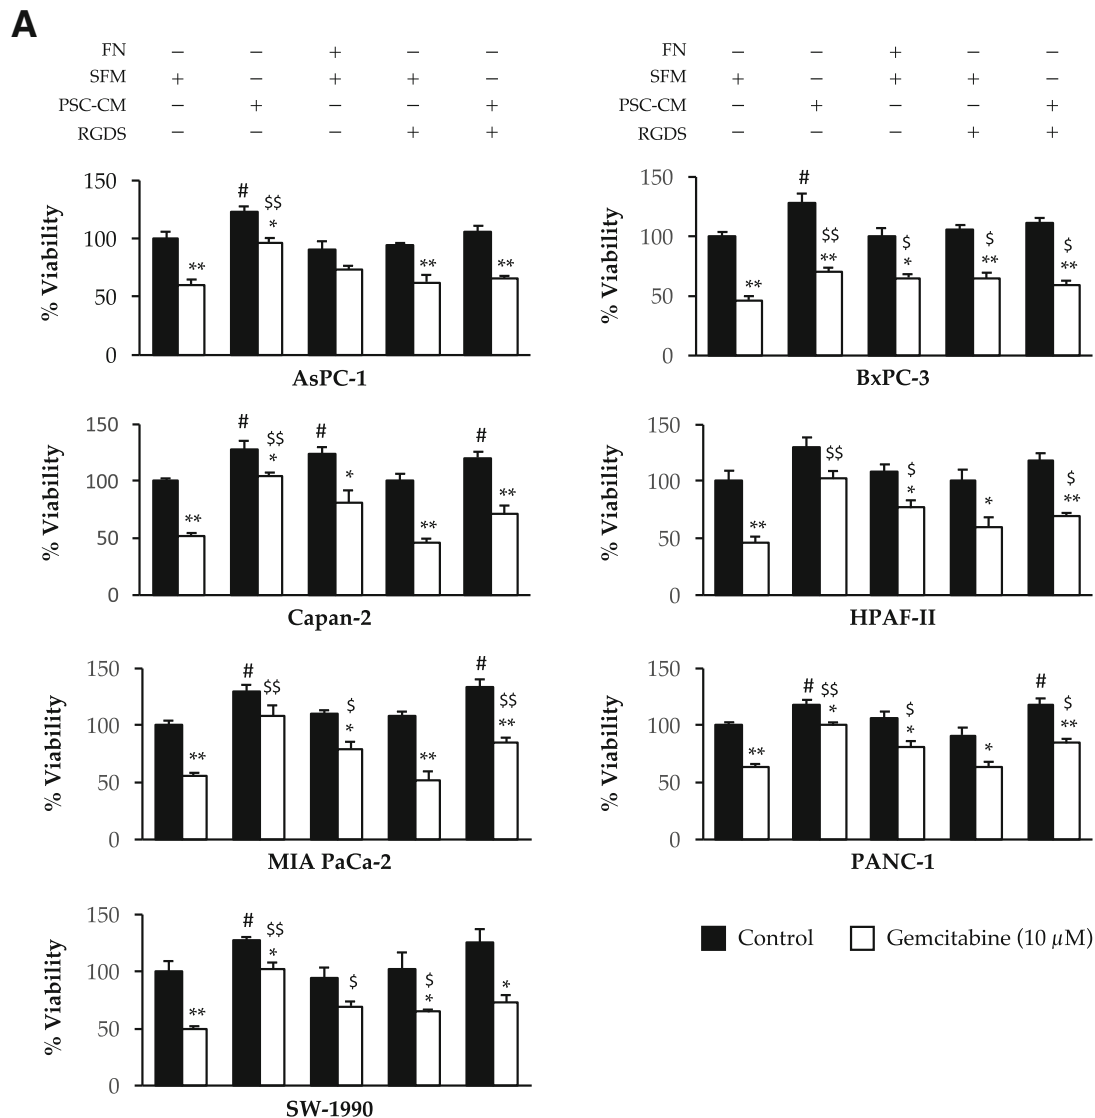 A
FN − − + − −
SFM + − + + −
PSC-CM − + − − +
RGDS − − − + +
FN − − + − −
SFM + − + + −
PSC-CM − + − − +
RGDS − − − + +
% Viability
150
100
50
0
** # $$ * ** **
AsPC-1
% Viability
150
100
50
0
** # $$ ** $ * $ ** $ **
BxPC-3
% Viability
150
100
50
0
** # $$ * # * ** # **
Capan-2
% Viability
150
100
50
0
** $$ $ * * $ **
HPAF-II
% Viability
150
100
50
0
** # $$ $ * ** # $$ **
MIA PaCa-2
% Viability
150
100
50
0
** # $$ * $ * * # $ **
PANC-1
% Viability
150
100
50
0
** # $$ * $ $ * *
SW-1990
Control
Gemcitabine (10 µM)